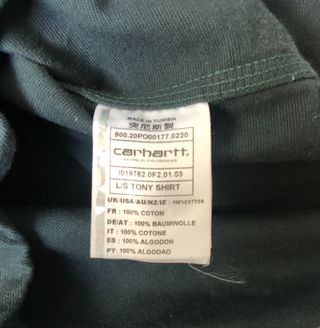 MADE IN TUNISIA
突尼斯製
900.20PO00177.0220
carhartt
WORK IN PROGRESS
I019762.0F2.01.03
L/S TONY SHIRT
UK/USA/AU/NZ/IE : 100%COTTON
FR : 100% COTON
DE/AT : 100% BAUMWOLLE
IT : 100% COTONE
ES : 100% ALGODON
PT: 100% ALGODAO